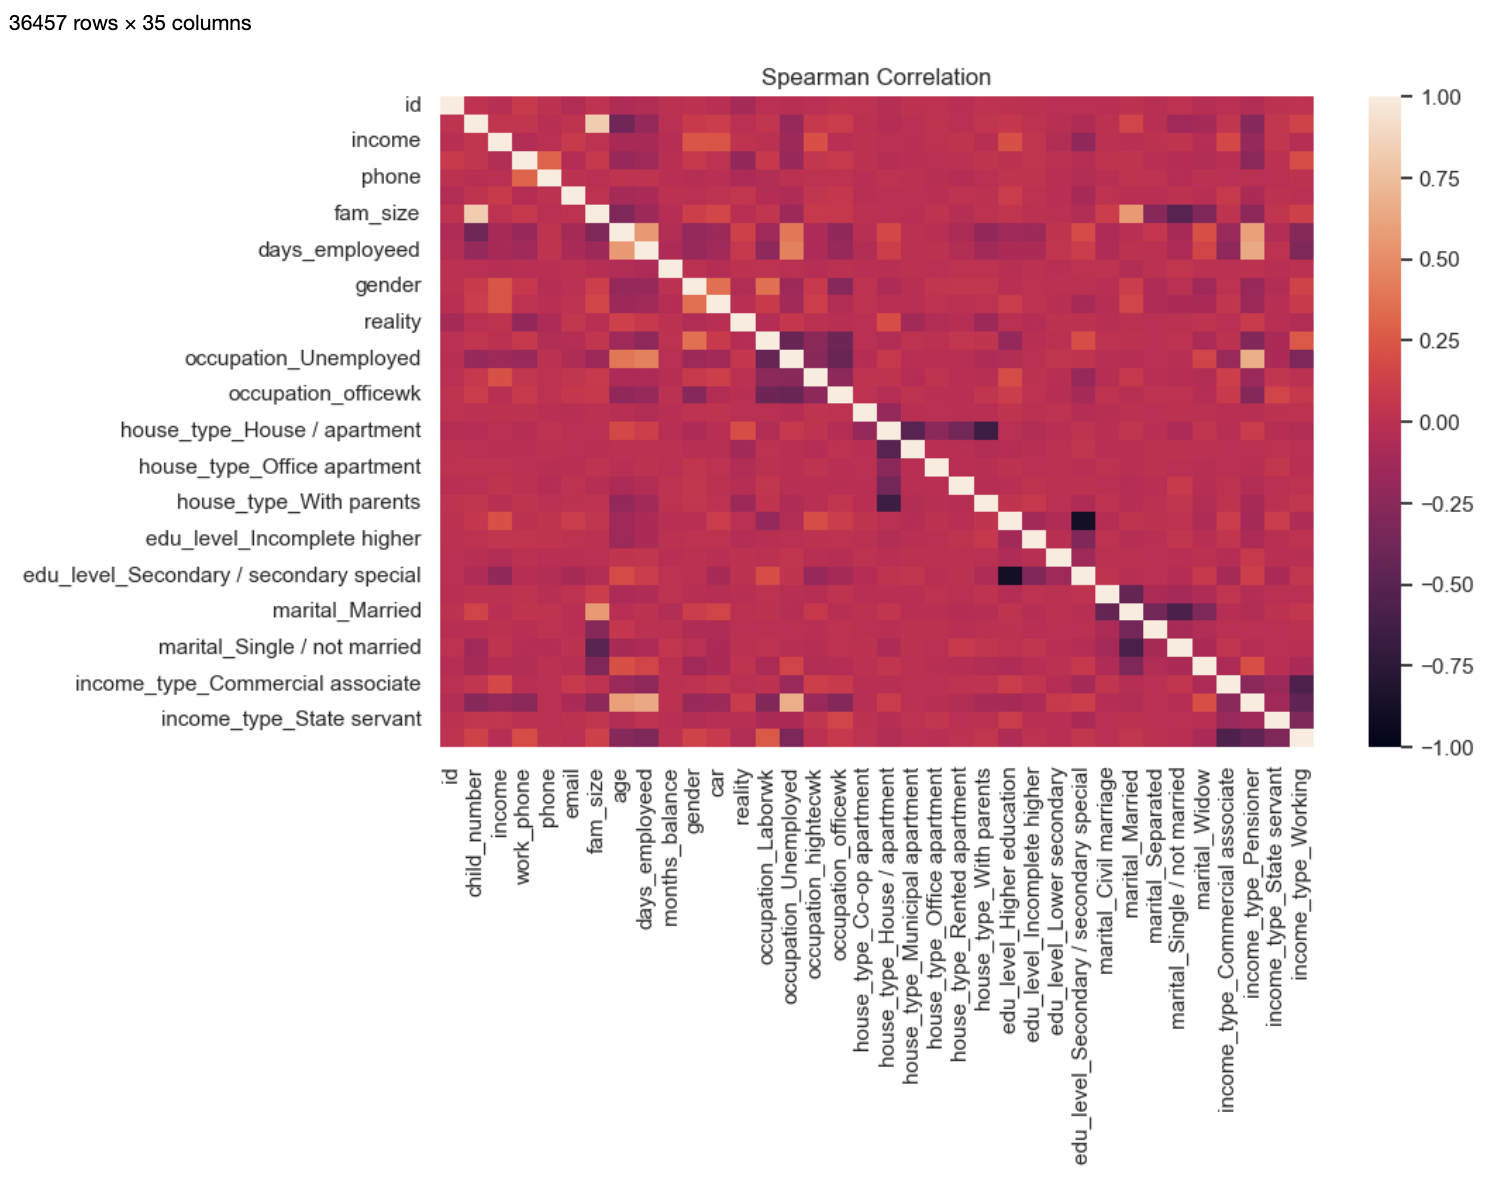 36457 rows × 35 columns
Spearman Correlation
id
income
phone
fam_size
days_employeed
gender
reality
occupation_Unemployed
occupation_officewk
house_type_House / apartment
house_type_Office apartment
house_type_With parents
edu_level_Incomplete higher
edu_level_Secondary / secondary special
marital_Married
marital_Single / not married
income_type_Commercial associate
income_type_State servant
1.00
0.75
0.50
0.25
0.00
−0.25
−0.50
−0.75
−1.00
id
child_number
income
work_phone
phone
email
fam_size
age
days_employeed
months_balance
gender
car
reality
occupation_Laborwk
occupation_Unemployed
occupation_hightecwk
occupation_officewk
house_type_Co-op apartment
house_type_House / apartment
house_type_Municipal apartment
house_type_Office apartment
house_type_Rented apartment
house_type_With parents
edu_level_Higher education
edu_level_Incomplete higher
edu_level_Lower secondary
edu_level_Secondary / secondary special
marital_Civil marriage
marital_Married
marital_Separated
marital_Single / not married
marital_Widow
income_type_Commercial associate
income_type_Pensioner
income_type_State servant
income_type_Working